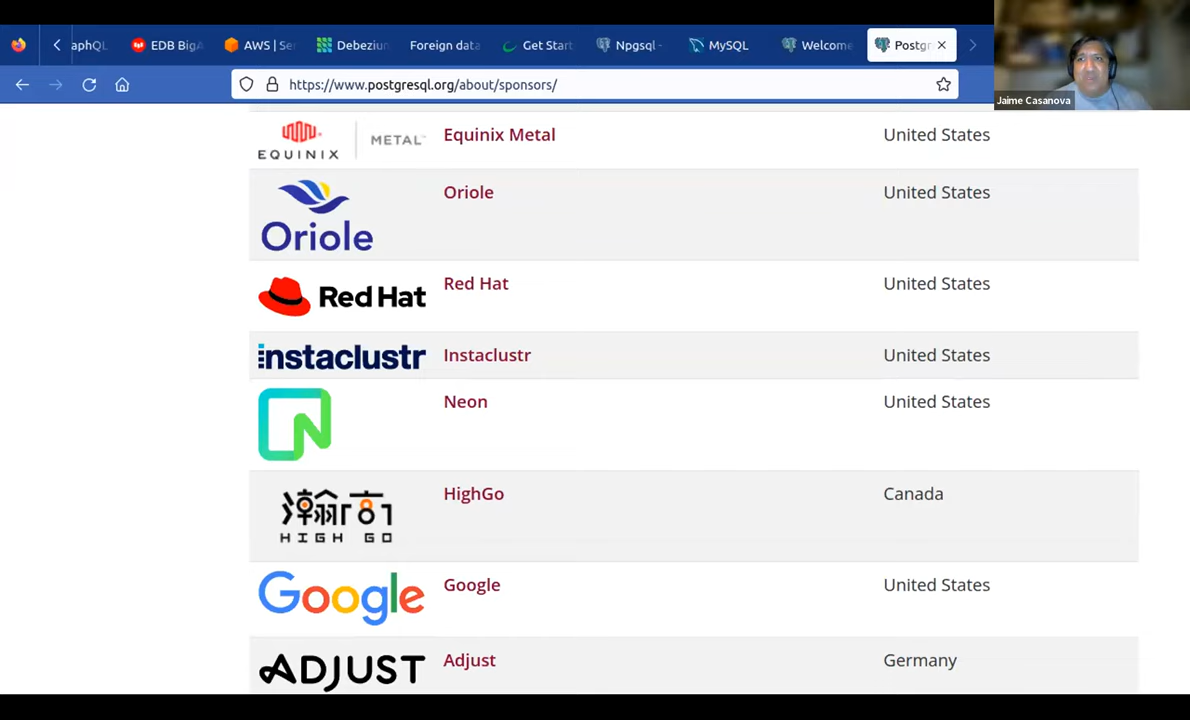 aphQL
EDB BigA
AWS | Se
Debeziu
Foreign data
Get Start
Npgsql -
MySQL
Welcome
Postgr
https://www.postgresql.org/about/sponsors/
Jaime Casanova
EQUINIX METAL
Equinix Metal
United States
Oriole
Oriole
United States
Red Hat
Red Hat
United States
instaclustr
Instaclustr
United States
Neon
United States
瀚高
HIGH GO
HighGo
Canada
Google
Google
United States
ADJUST
Adjust
Germany